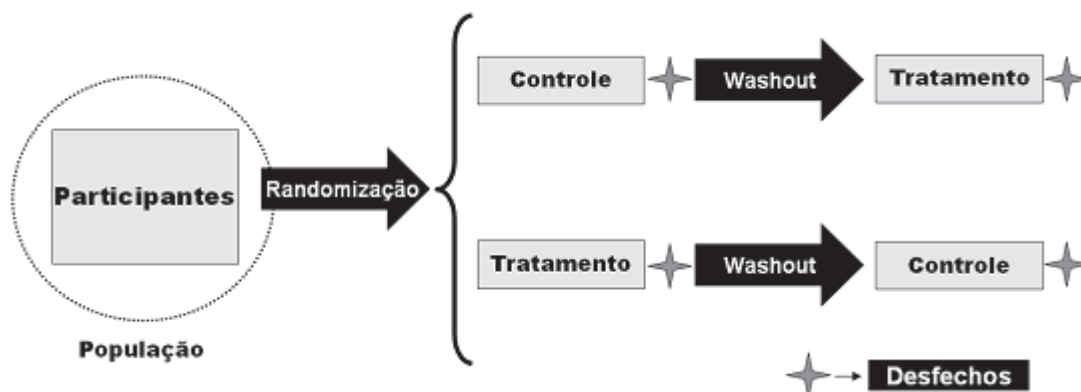 Participantes
População
Randomização
Controle
Washout
Tratamento
Tratamento
Washout
Controle
Desfechos